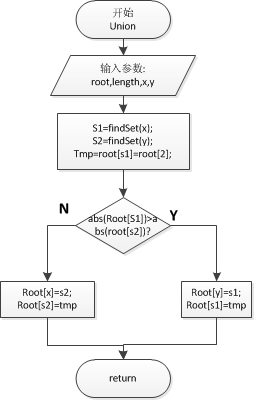 开始
Union
输入参数:
root,length,x,y
S1=findSet(x);
S2=findSet(y);
Tmp=root[s1]=root[2];
N
abs(Root[S1])>a
bs(root[s2])?
Y
Root[x]=s2;
Root[s2]=tmp
Root[y]=s1;
Root[s1]=tmp
return